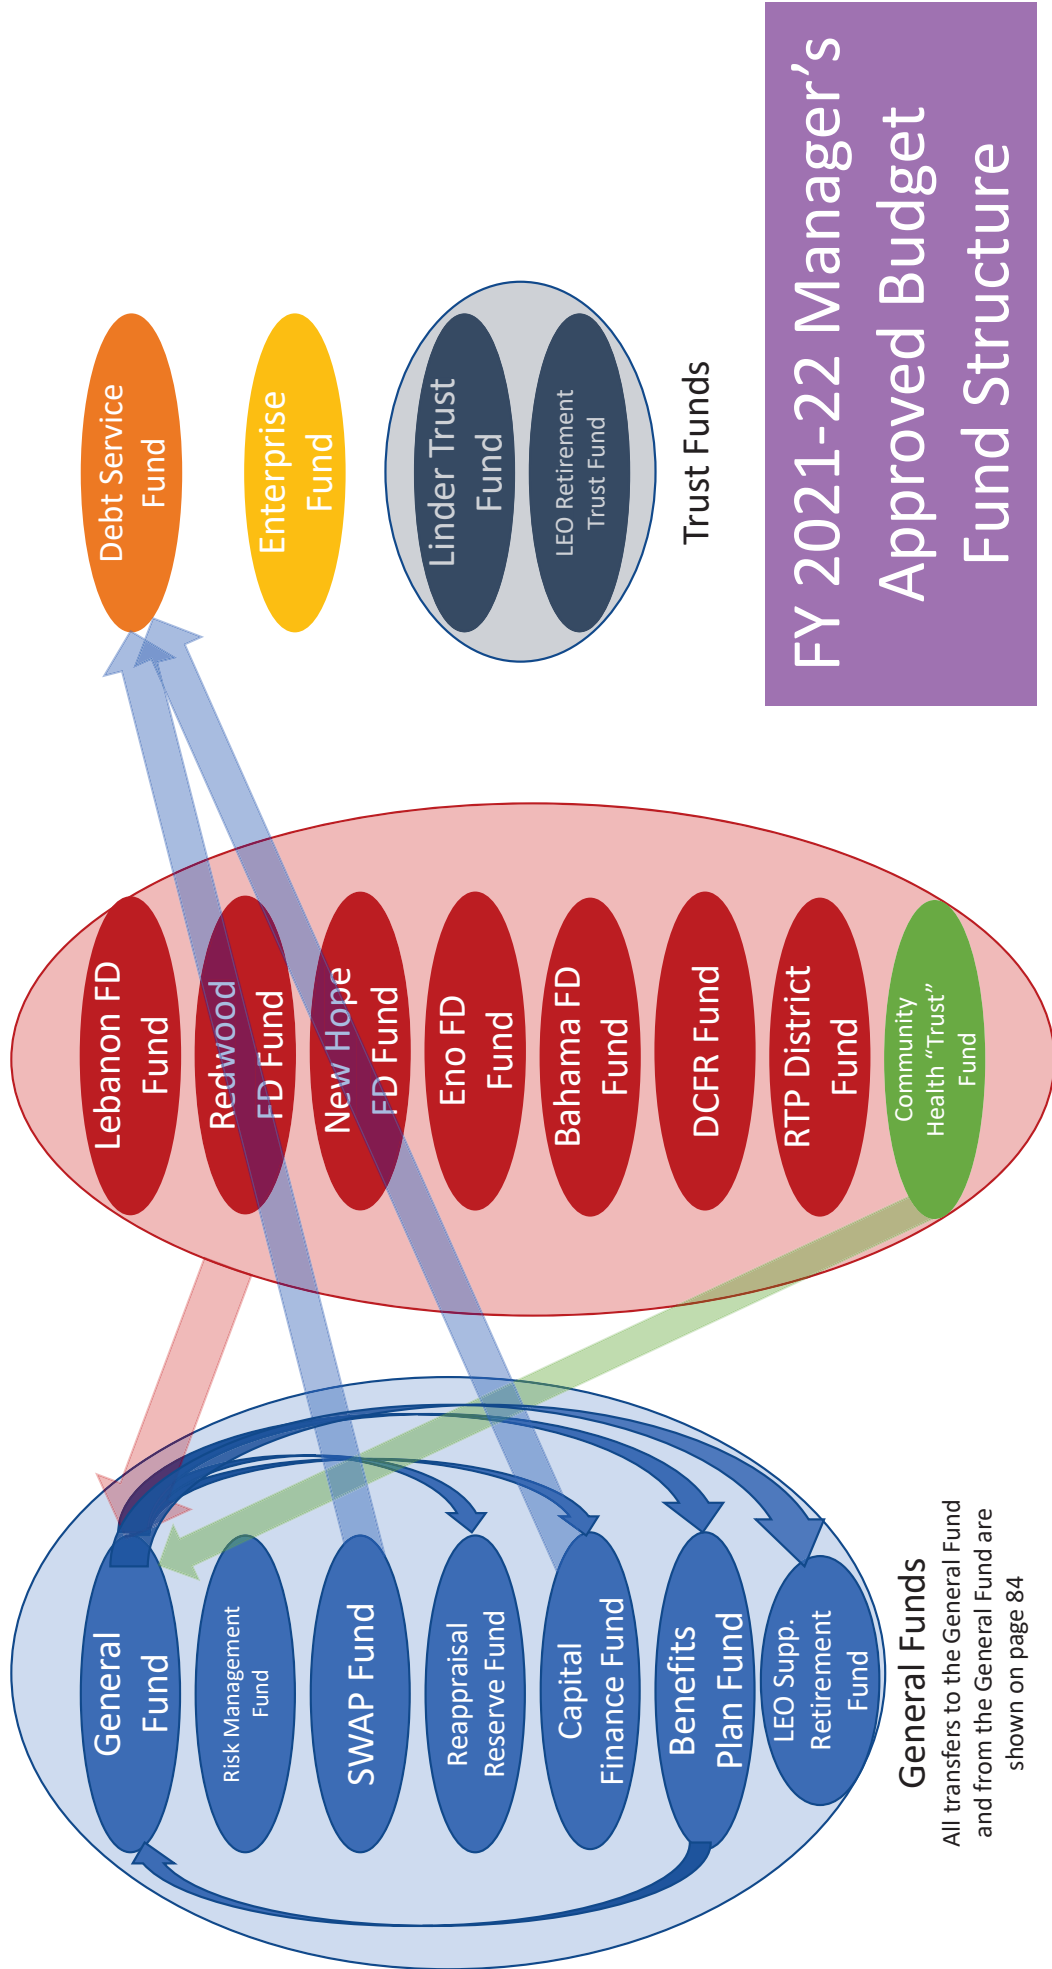 General
Fund
Risk Management
Fund
SWAP Fund
Reappraisal
Reserve Fund
Capital
Finance Fund
Benefits
Plan Fund
LEO Supp.
Retirement
Fund
General Funds
All transfers to the General Fund
and from the General Fund are
shown on page 84
Lebanon FD
Fund
Redwood
FD Fund
New Hope
FD Fund
Eno FD
Fund
Bahama FD
Fund
DCFR Fund
RTP District
Fund
Community
Health “Trust”
Fund
Debt Service
Fund
Enterprise
Fund
Linder Trust
Fund
LEO Retirement
Trust Fund
Trust Funds
FY 2021-22 Manager’s
Approved Budget
Fund Structure